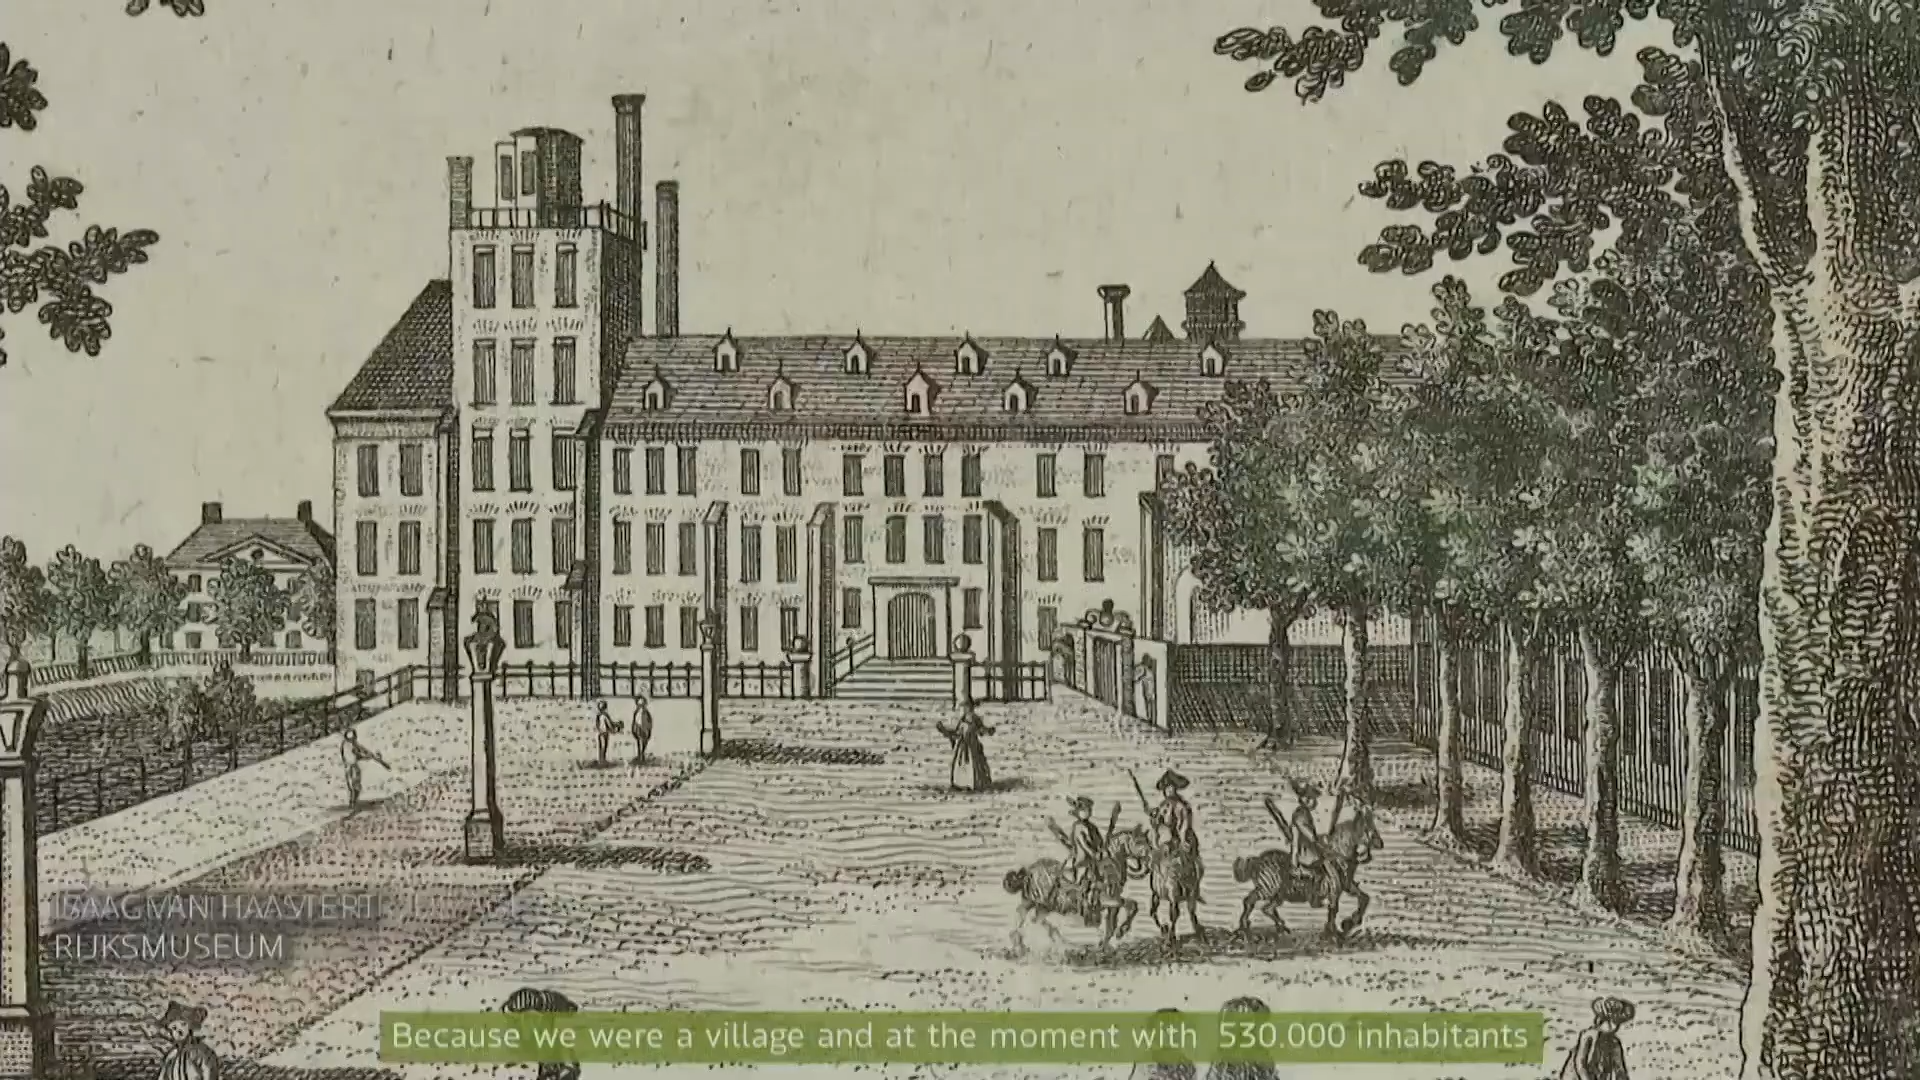 RIJKSMUSEUM
Because we were a village and at the moment with 530.000 inhabitants